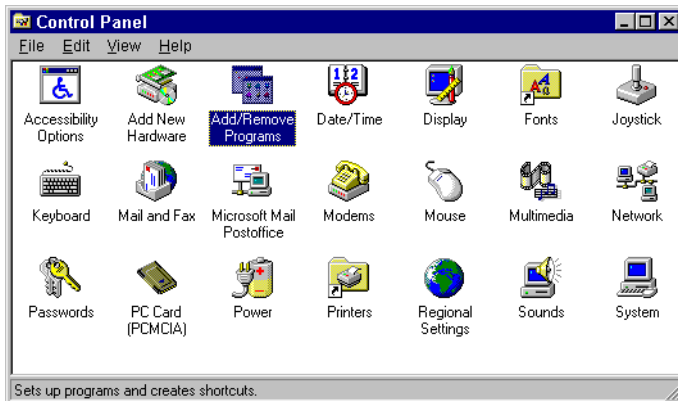 Control Panel
File Edit View Help
Accessibility Options
Add New Hardware
Add/Remove Programs
Date/Time
Display
Fonts
Joystick
Keyboard
Mail and Fax
Microsoft Mail Postoffice
Modems
Mouse
Multimedia
Network
Passwords
PC Card (PCMCIA)
Power
Printers
Regional Settings
Sounds
System
Sets up programs and creates shortcuts.